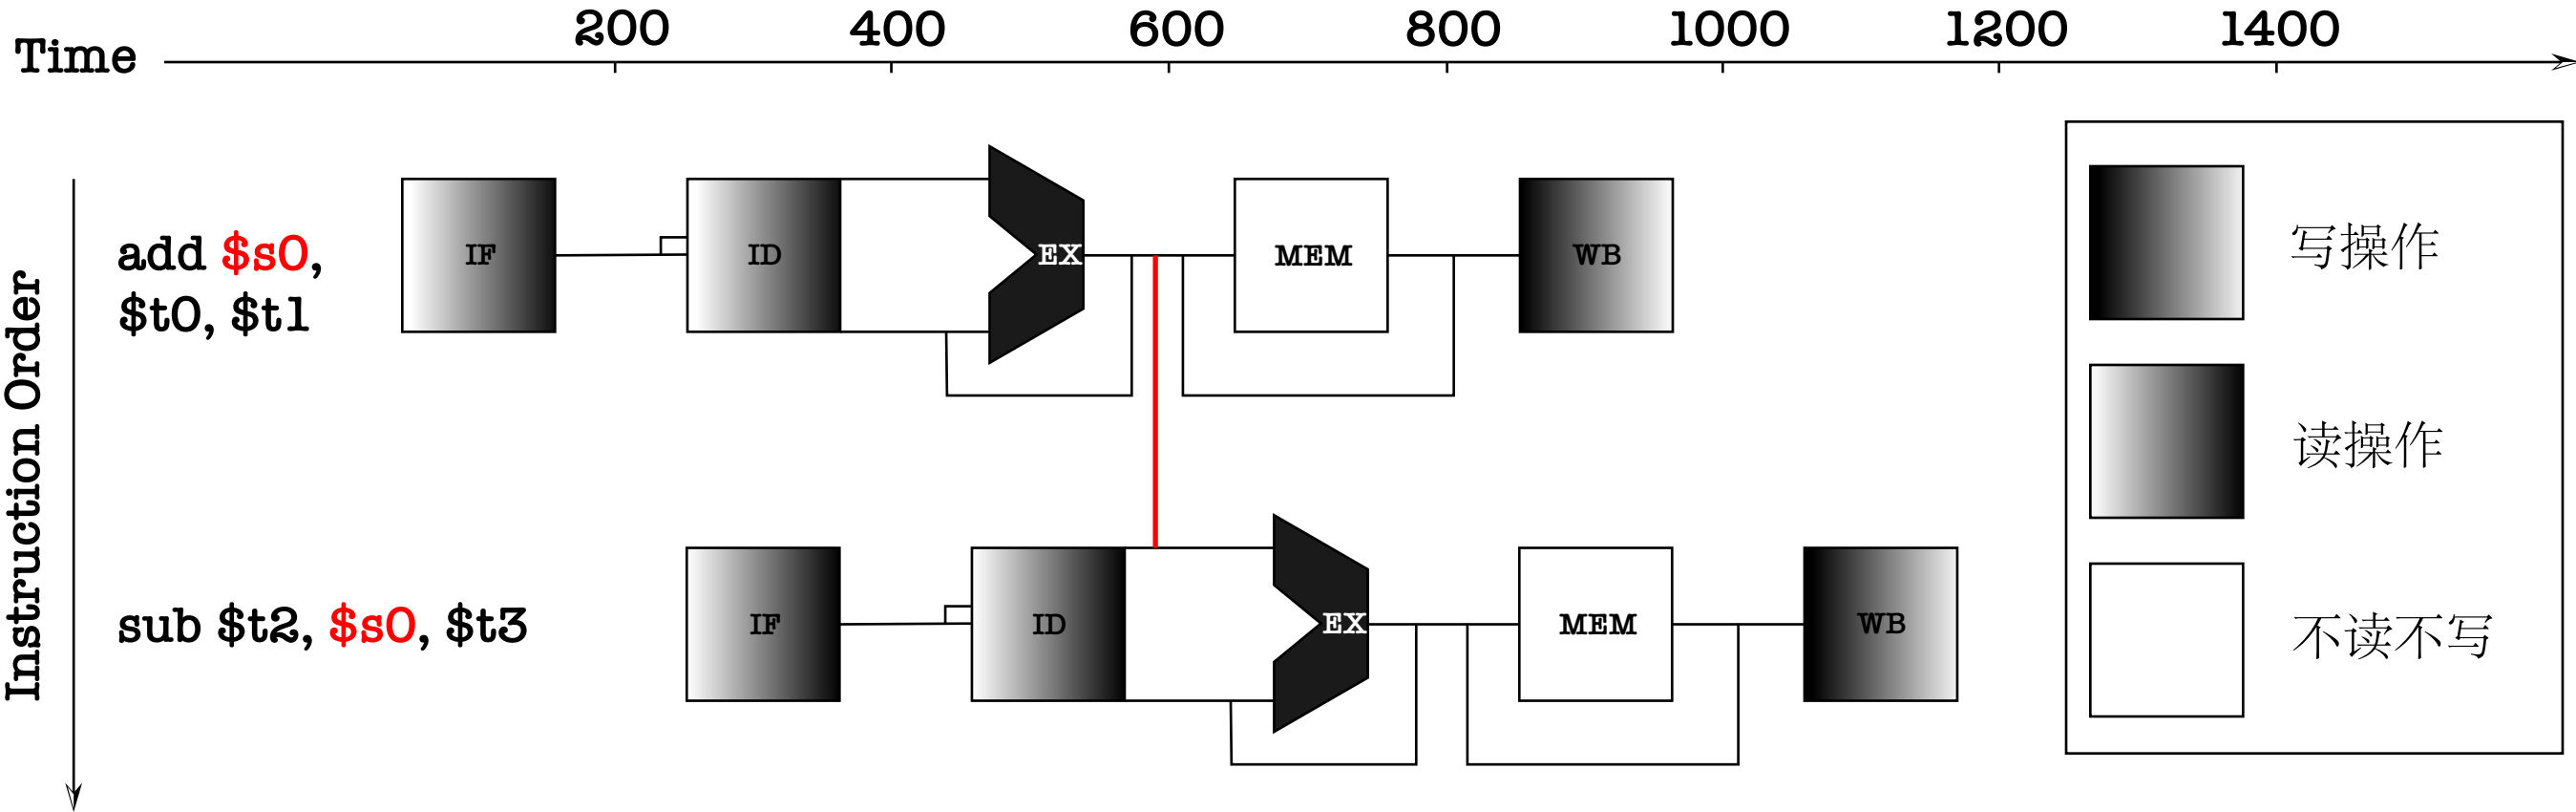 200 400 600 800 1000 1200 1400
Time
Instruction Order
add $s0,
$t0, $t1
IF ID EX MEM WB
sub $t2, $s0, $t3
IF ID EX MEM WB
写操作
读操作
不读不写